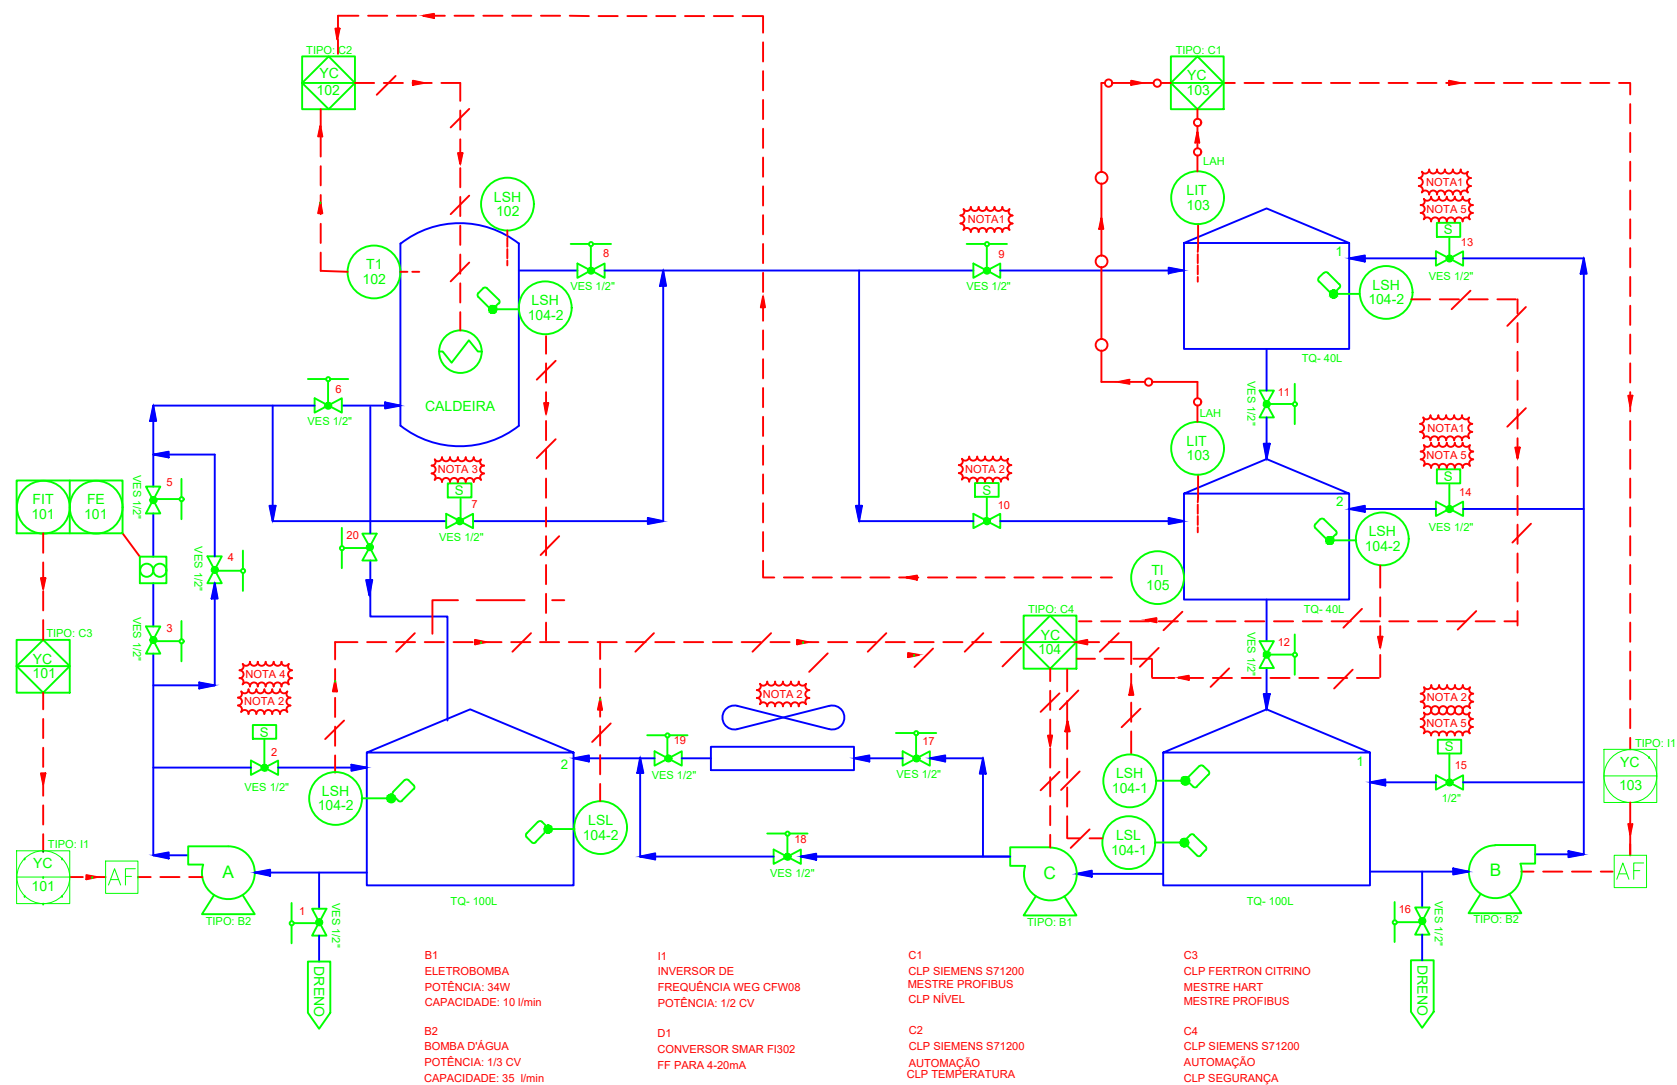 TIPO: C2
YC
102
TIPO: C1
YC
103
LAH
LIT
103
NOTA1
NOTA 5
S
13
VES 1/2"
LSH
102
T1
102
8
VES 1/2"
NOTA1
9
VES 1/2"
1
LSH
104-2
LSH
104-2
TQ- 40L
6
VES 1/2"
CALDEIRA
11
VES 1/2"
LAH
LIT
103
NOTA1
NOTA 5
S
14
VES 1/2"
NOTA 3
S
7
VES 1/2"
NOTA 2
S
10
VES 1/2"
2
LSH
104-2
FIT
101
FE
101
5
VES 1/2"
4
VES 1/2"
20
TI
105
TQ- 40L
3
VES 1/2"
TIPO: C3
YC
101
TIPO: C4
YC
104
12
VES 1/2"
NOTA 4
NOTA 2
S
2
VES 1/2"
NOTA 2
NOTA 2
NOTA 5
S
15
1/2"
19
VES 1/2"
17
VES 1/2"
2
1
TIPO: I1
YC
103
LSH
104-2
LSL
104-2
LSH
104-1
LSL
104-1
18
VES 1/2"
TIPO: I1
YC
101
AF
A
TIPO: B2
C
TIPO: B1
B
TIPO: B2
AF
TQ- 100L
TQ- 100L
1
VES 1/2"
DRENO
16
VES 1/2"
DRENO
B1
ELETROBOMBA
POTÊNCIA: 34W
CAPACIDADE: 10 l/min
I1
INVERSOR DE
FREQUÊNCIA WEG CFW08
POTÊNCIA: 1/2 CV
C1
CLP SIEMENS S71200
MESTRE PROFIBUS
CLP NÍVEL
C3
CLP FERTRON CITRINO
MESTRE HART
MESTRE PROFIBUS
B2
BOMBA D'ÁGUA
POTÊNCIA: 1/3 CV
CAPACIDADE: 35 l/min
D1
CONVERSOR SMAR FI302
FF PARA 4-20mA
C2
CLP SIEMENS S71200
AUTOMAÇÃO
CLP TEMPERATURA
C4
CLP SIEMENS S71200
AUTOMAÇÃO
CLP SEGURANÇA